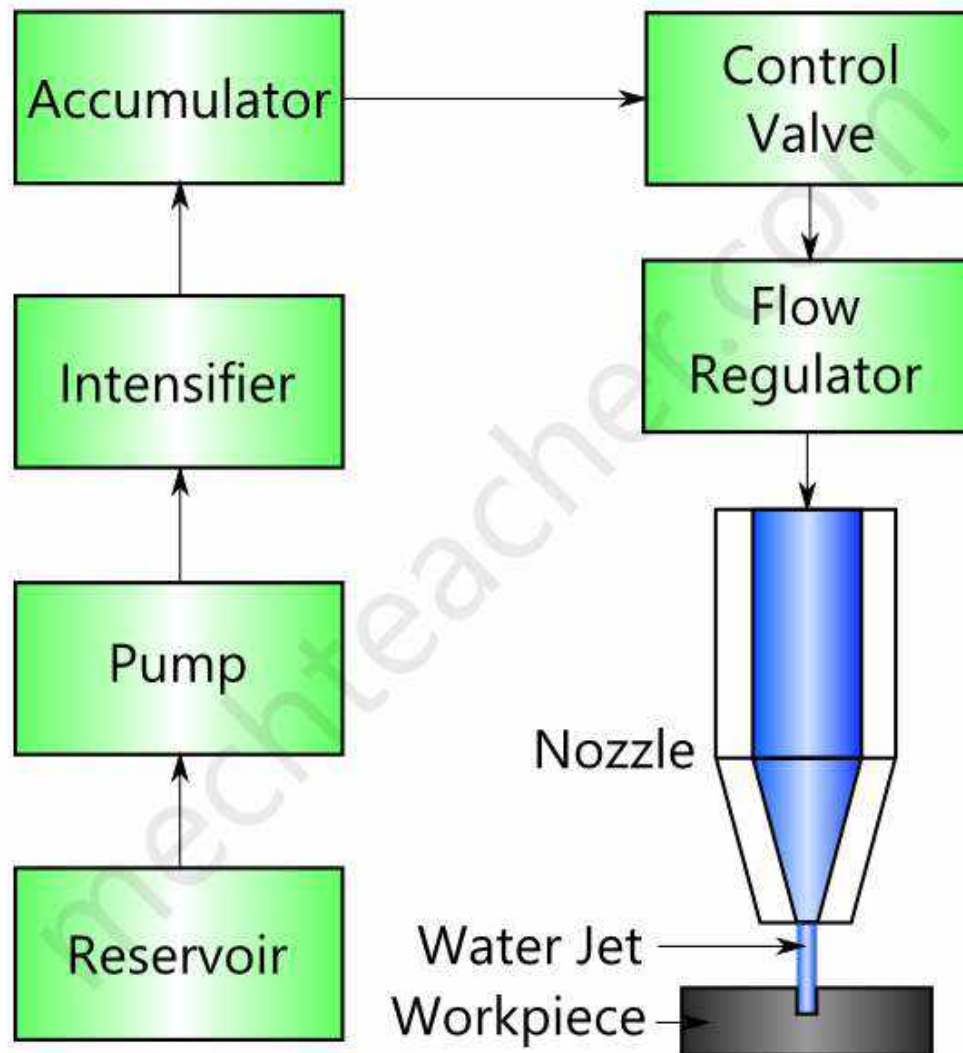 Accumulator
Control
Valve
Intensifier
Flow
Regulator
Pump
Nozzle
Reservoir
Water Jet
Workpiece
mechteacher.com